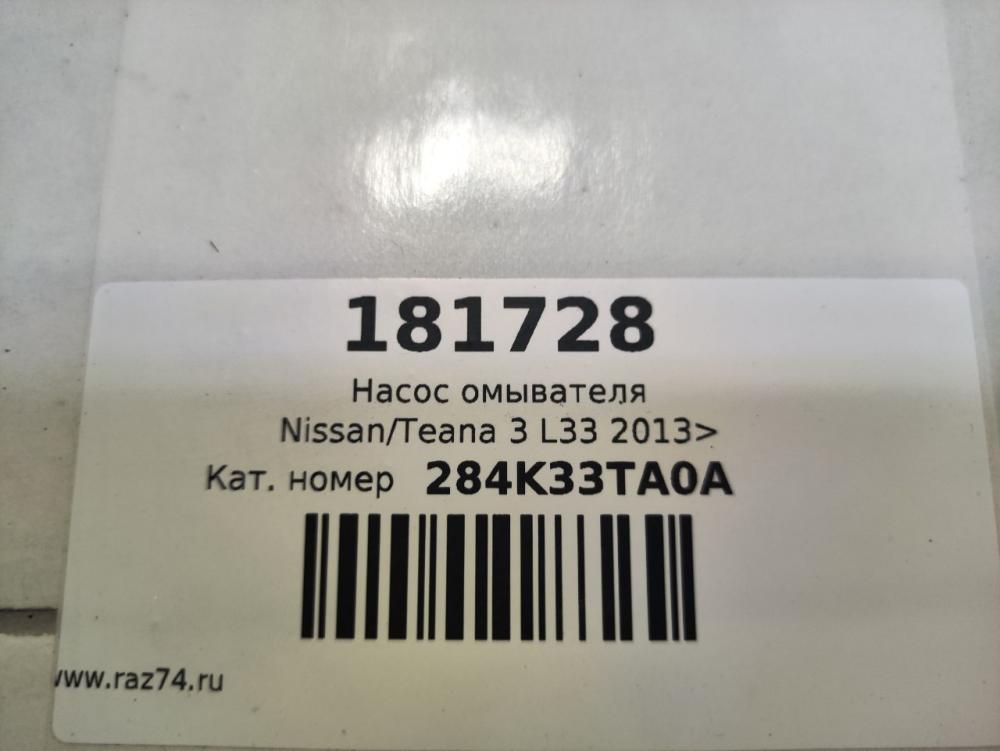 181728
Насос омывателя
Nissan/Teana 3 L33 2013>
Кат. номер 284K33TA0A
www.raz74.ru